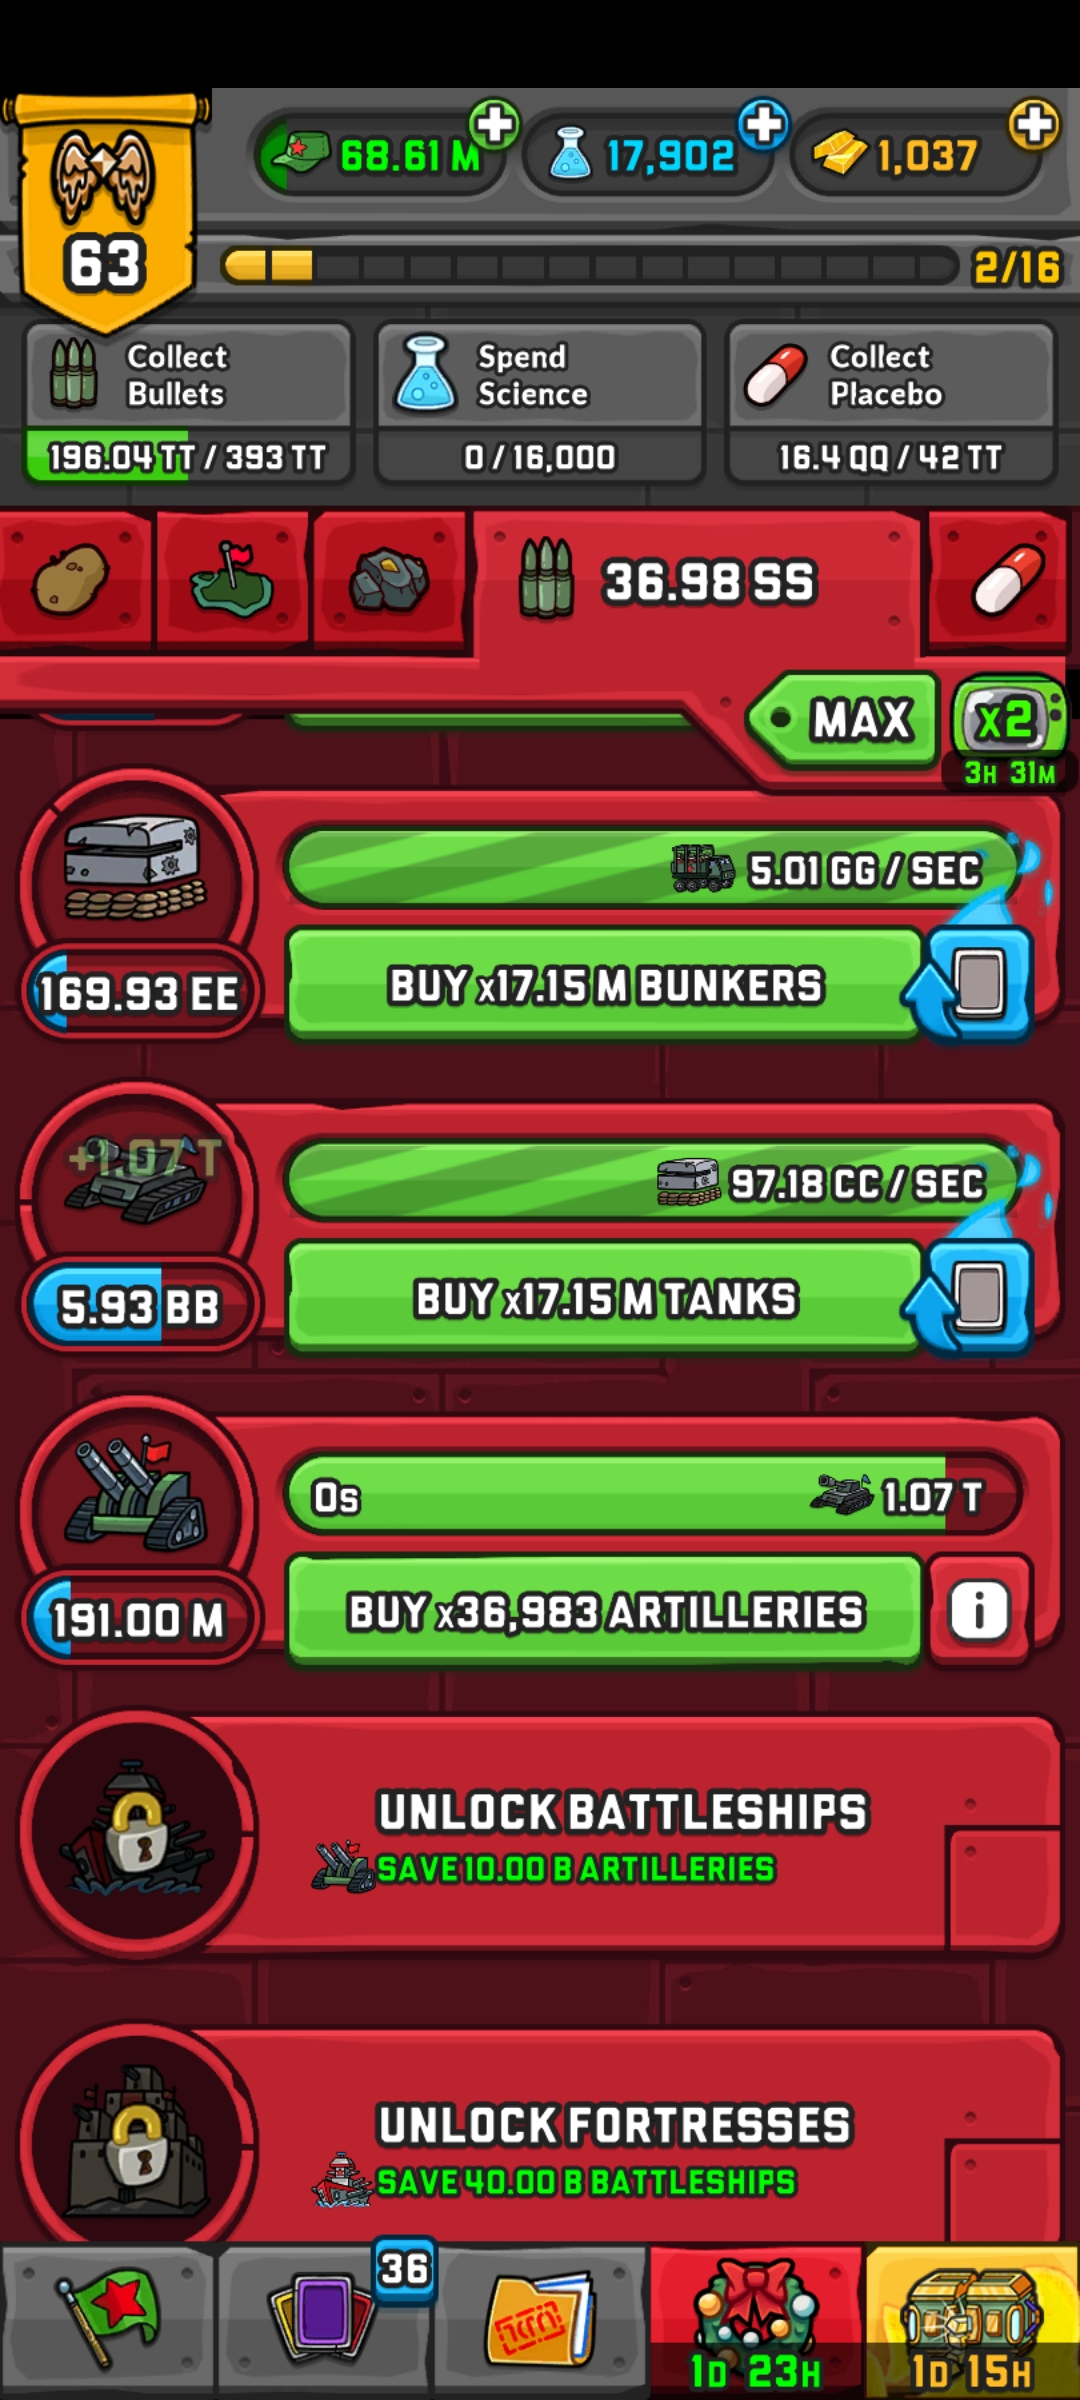 68.61 M
17,902
1,037
63
2/16
Collect
Bullets
196.04 TT / 393 TT
Spend
Science
0 / 16,000
Collect
Placebo
16.4 QQ / 42 TT
36.98 SS
MAX
x2
3H 31M
5.01 GG / SEC
169.93 EE
BUY x17.15 M BUNKERS
+1.07 T
97.18 CC / SEC
5.93 BB
BUY x17.15 M TANKS
0s
1.07 T
191.00 M
BUY x36,983 ARTILLERIES
i
UNLOCK BATTLESHIPS
SAVE 10.00 B ARTILLERIES
UNLOCK FORTRESSES
SAVE 40.00 B BATTLESHIPS
36
1D 23H
1D 15H